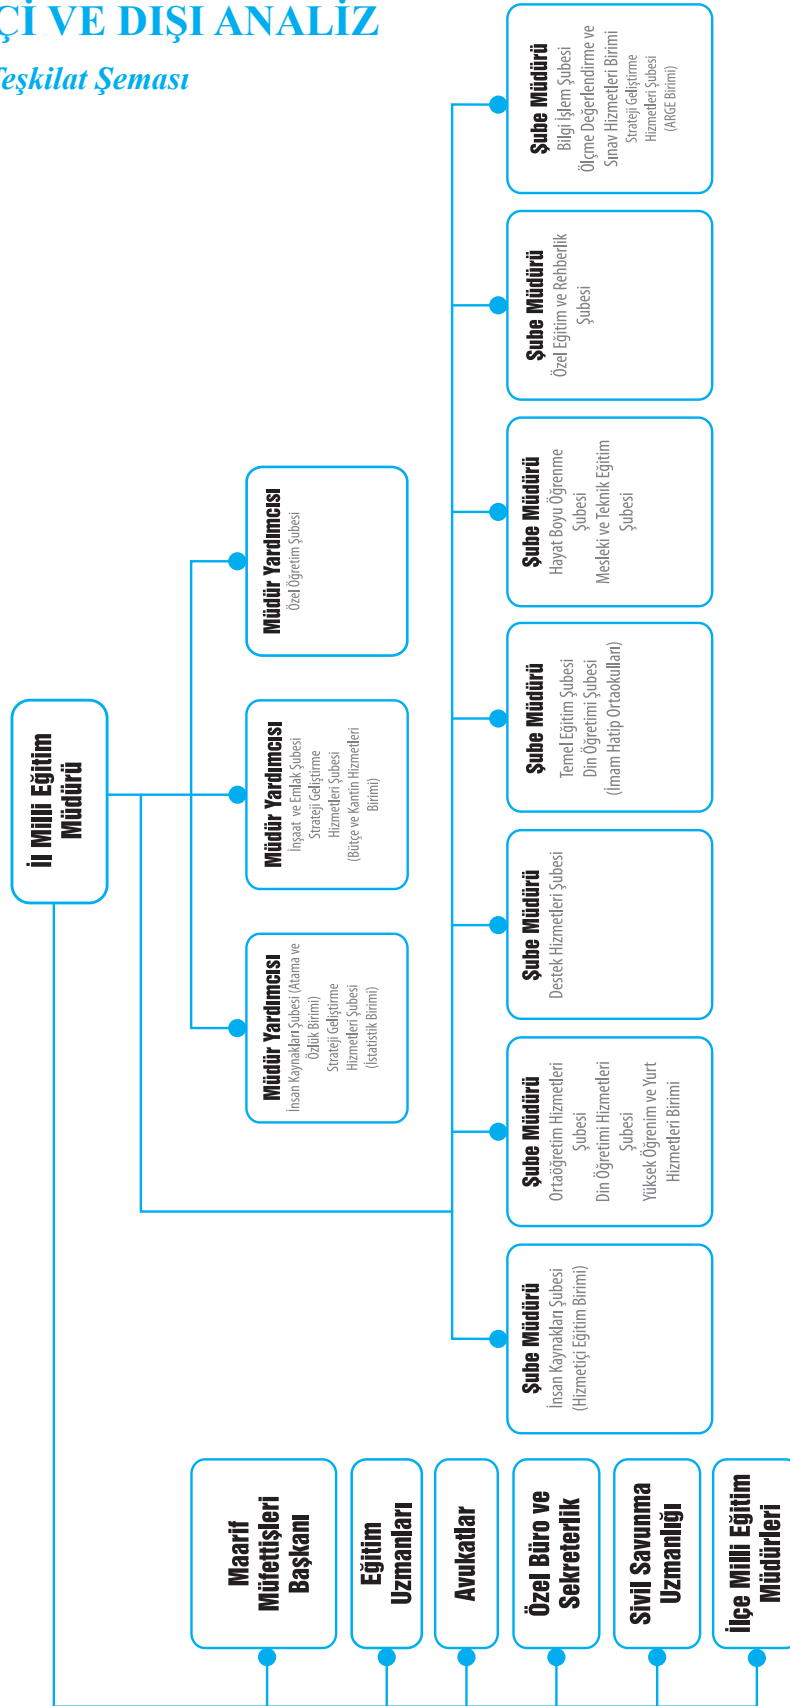 Çİ VE DIŞI ANALİZ
Teşkilat Şeması
İl Milli Eğitim
Müdürü
Müdür Yardımcısı
İnsan Kaynakları Şubesi (Atama ve
Özlük Birimi)
Strateji Geliştirme
Hizmetleri Şubesi
(İstatistik Birimi)
Müdür Yardımcısı
İnşaat ve Emlak Şubesi
Strateji Geliştirme
Hizmetleri Şubesi
(Bütçe ve Kantin Hizmetleri
Birimi)
Müdür Yardımcısı
Özel Öğretim Şubesi
Şube Müdürü
İnsan Kaynakları Şubesi
(Hizmetiçi Eğitim Birimi)
Şube Müdürü
Ortaöğretim Hizmetleri
Şubesi
Din Öğretimi Hizmetleri
Şubesi
Yüksek Öğrenim ve Yurt
Hizmetleri Birimi
Şube Müdürü
Destek Hizmetleri Şubesi
Şube Müdürü
Temel Eğitim Şubesi
Din Öğretimi Şubesi
(İmam Hatip Ortaokulları)
Şube Müdürü
Hayat Boyu Öğrenme
Şubesi
Mesleki ve Teknik Eğitim
Şubesi
Şube Müdürü
Özel Eğitim ve Rehberlik
Şubesi
Şube Müdürü
Bilgi İşlem Şubesi
Ölçme Değerlendirme ve
Sınav Hizmetleri Birimi
Strateji Geliştirme
Hizmetleri Şubesi
(ARGE Birimi)
Maarif
Müfettişleri
Başkanı
Eğitim
Uzmanları
Avukatlar
Özel Büro ve
Sekreterlik
Sivil Savunma
Uzmanlığı
İlçe Milli Eğitim
Müdürleri